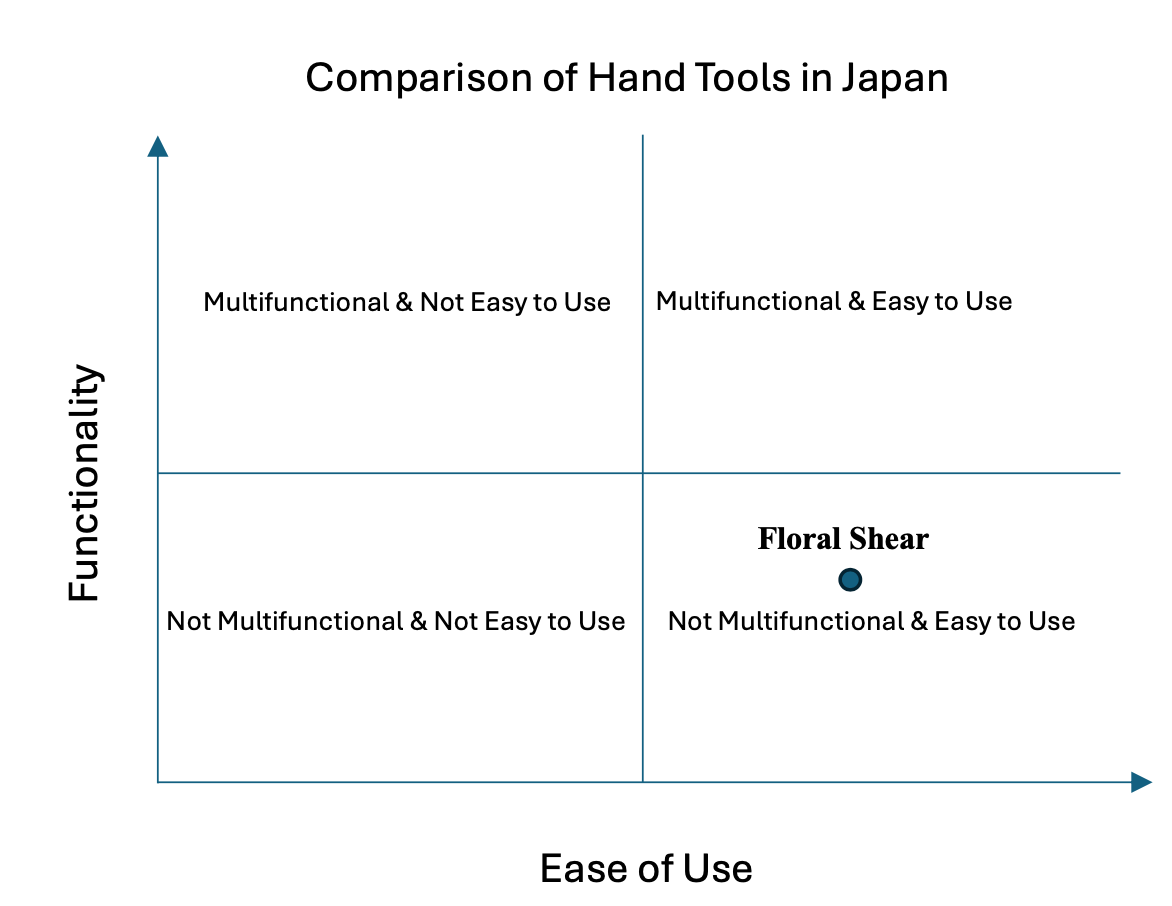 Comparison of Hand Tools in Japan
Multifunctional & Not Easy to Use
Multifunctional & Easy to Use
Functionality
Floral Shear
Not Multifunctional & Not Easy to Use
Not Multifunctional & Easy to Use
Ease of Use